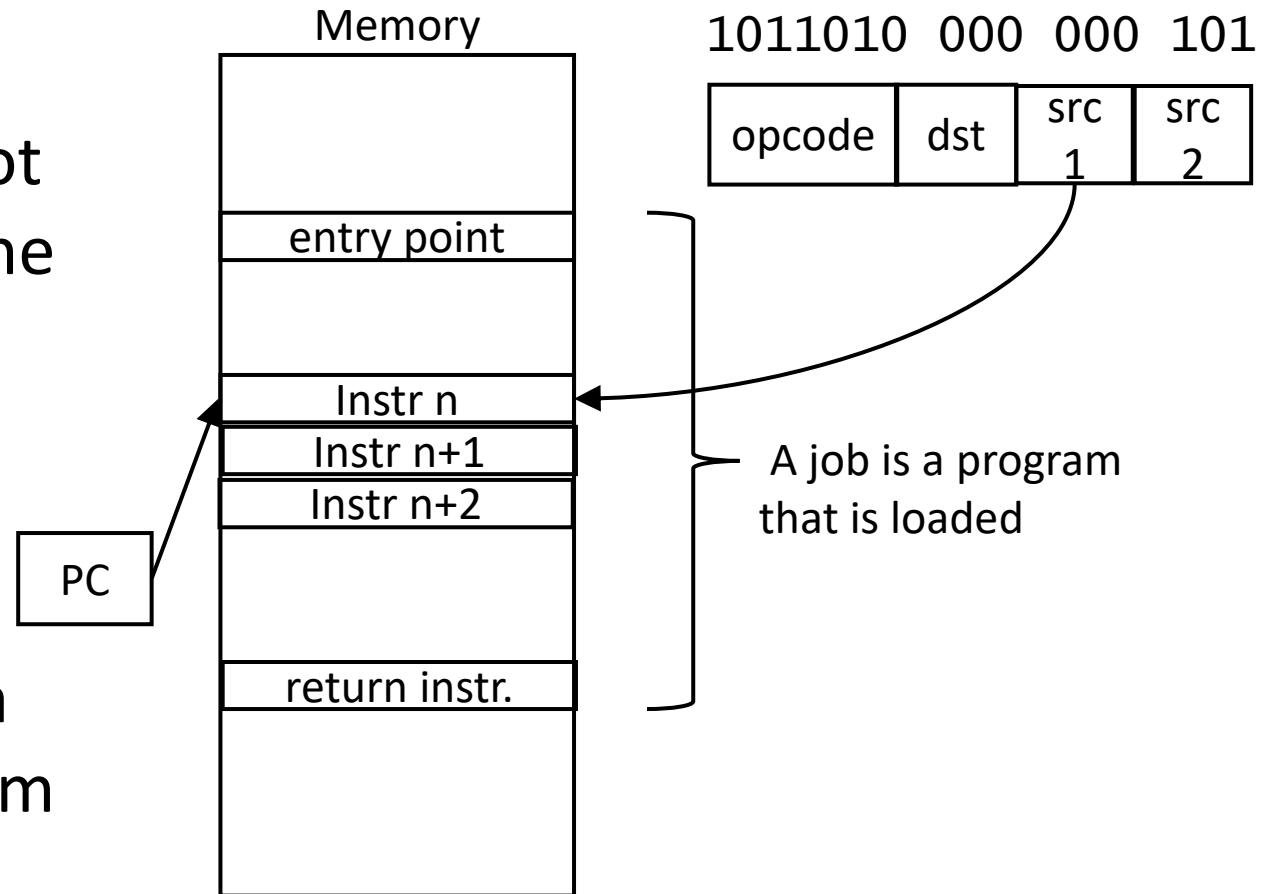 Memory
1011010 000 000 101
opcode
dst
src
1
src
2
entry point
Instr n
Instr n+1
Instr n+2
A job is a program
that is loaded
PC
return instr.